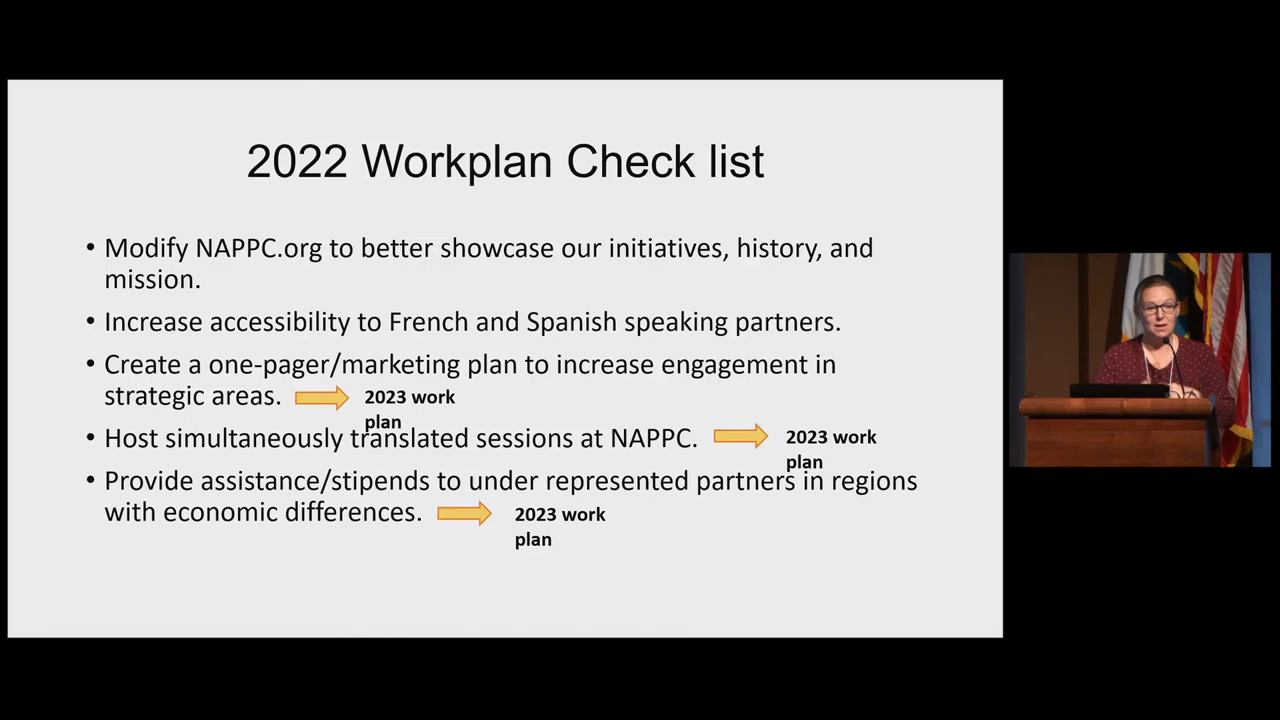 2022 Workplan Check list
• Modify NAPPC.org to better showcase our initiatives, history, and
mission.
• Increase accessibility to French and Spanish speaking partners.
• Create a one-pager/marketing plan to increase engagement in
strategic areas. 2023 work
plan
• Host simultaneously translated sessions at NAPPC. 2023 work
plan
• Provide assistance/stipends to under represented partners in regions
with economic differences. 2023 work
plan